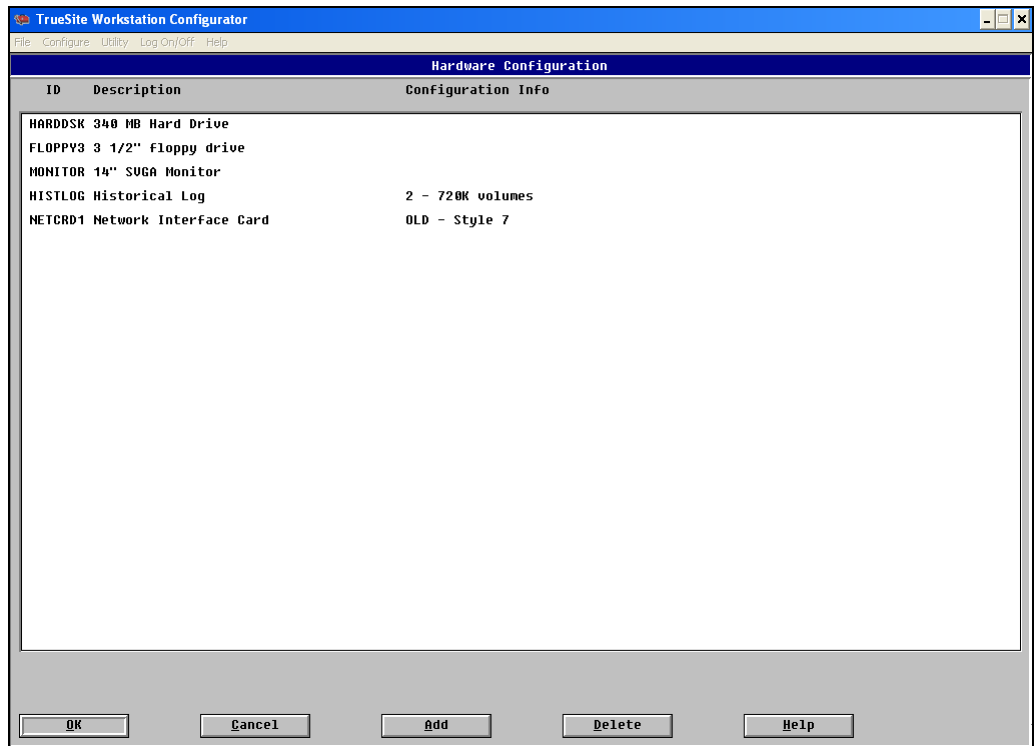 TrueSite Workstation Configurator
File Configure Utility Log On/Off Help
Hardware Configuration
ID Description Configuration Info
HARDDSK 340 MB Hard Drive
FLOPPY3 3 1/2" floppy drive
MONITOR 14" SVGA Monitor
HISTLOG Historical Log 2 - 720K volumes
NETCRD1 Network Interface Card OLD - Style 7
OK Cancel Add Delete Help